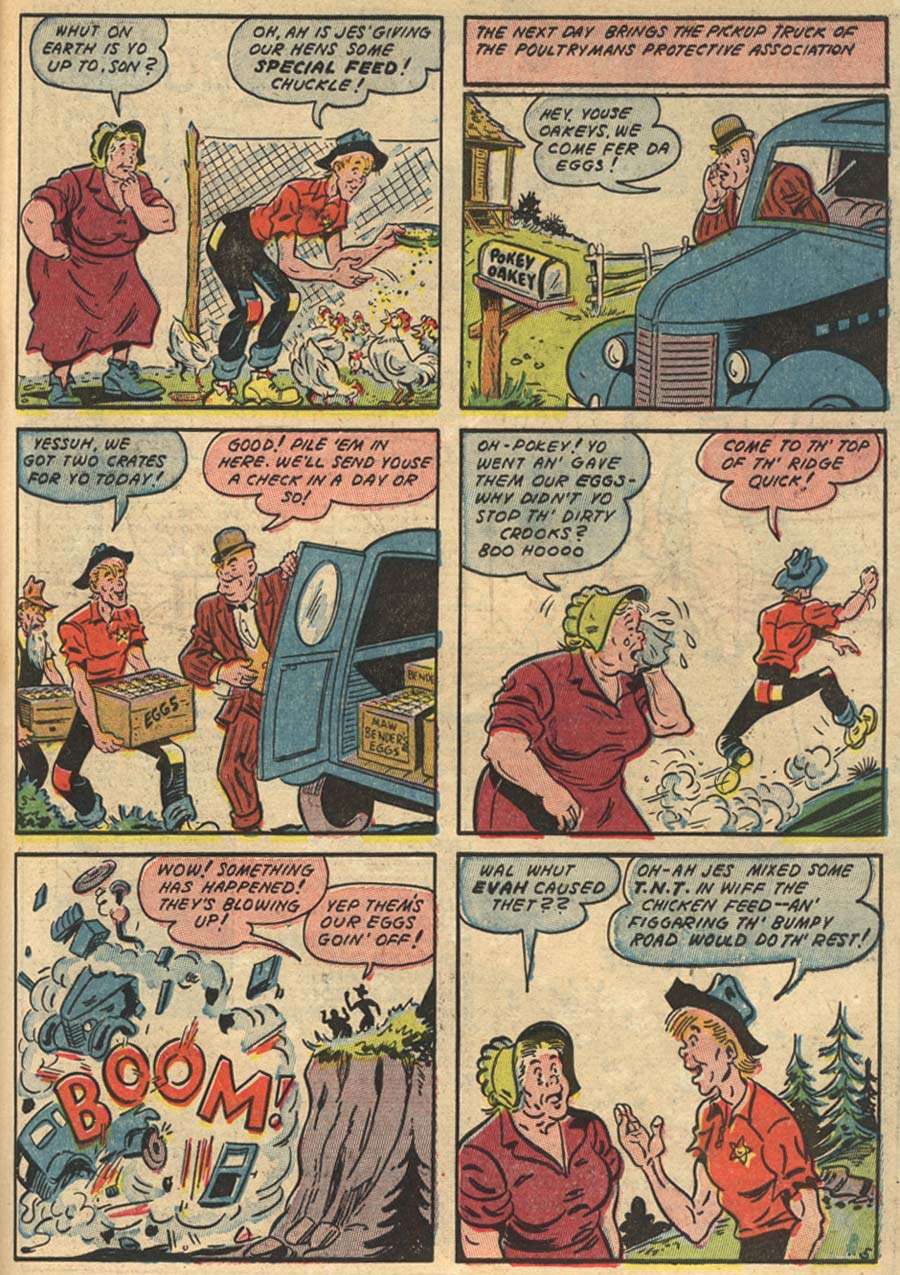 WHUT ON
EARTH IS YO
UP TO, SON?
OH, AH IS JES' GIVING
OUR HENS SOME
SPECIAL FEED!
CHUCKLE!
THE NEXT DAY BRINGS THE PICKUP TRUCK OF
THE POULTRYMANS PROTECTIVE ASSOCIATION
HEY, YOUSE
OAKEYS, WE
COME FER DA
EGGS!
POKEY
OAKEY
YESSUH, WE
GOT TWO CRATES
FOR YO TODAY!
GOOD! PILE 'EM IN
HERE. WE'LL SEND YOUSE
A CHECK IN A DAY OR
SO!
EGGS
BENDE
MAW
BENDER'S
EGGS
OH-POKEY! YO
WENT AN' GAVE
THEM OUR EGGS-
WHY DIDN'T YO
STOP TH' DIRTY
CROOKS?
BOO HOOOO
COME TO TH' TOP
OF TH' RIDGE
QUICK!
WOW! SOMETHING
HAS HAPPENED!
THEY'S BLOWING
UP!
YEP THEM'S
OUR EGGS
GOIN' OFF!
BOOM!
WAL WHUT
EVAH CAUSED
THET??
OH-AH JES MIXED SOME
T.N.T. IN WIFF THE
CHICKEN FEED--AN'
FIGGARING TH' BUMPY
ROAD WOULD DO TH' REST!